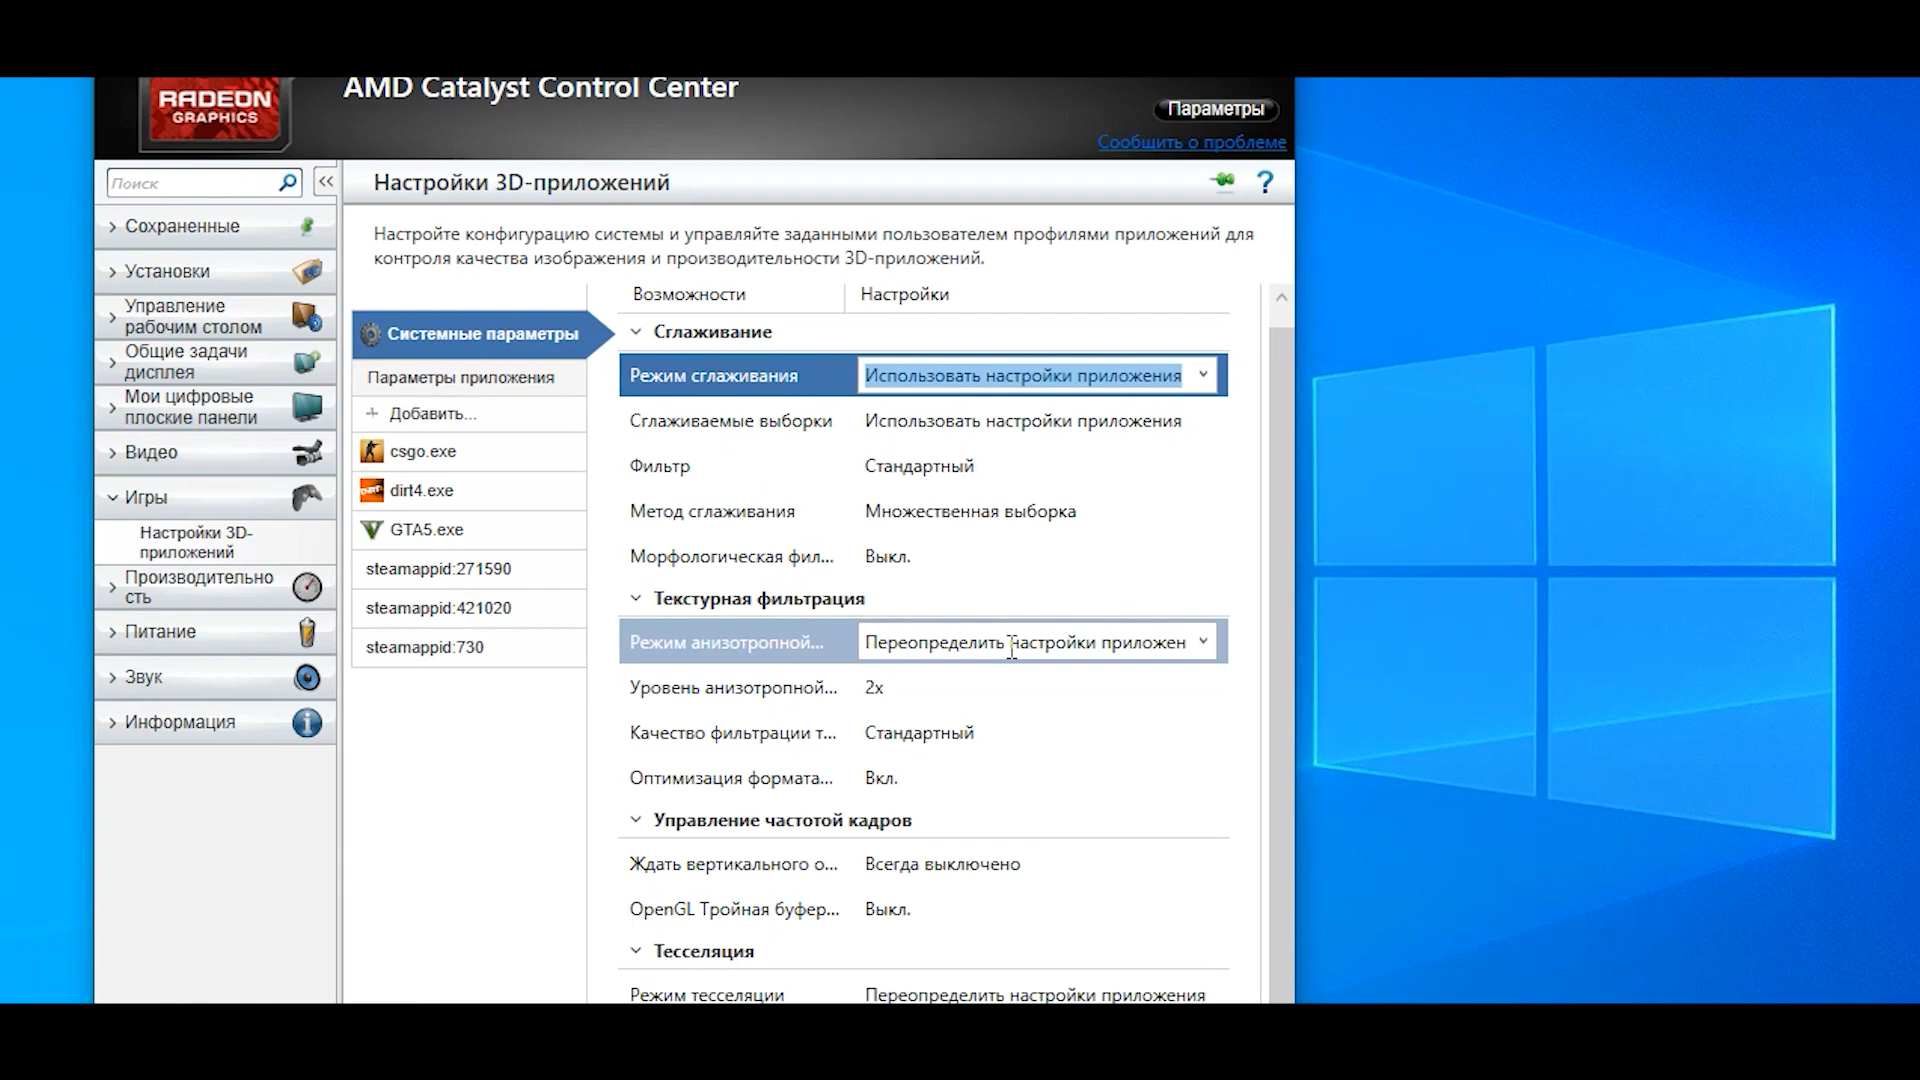 RADEON
GRAPHICS
AMD Catalyst Control Center
Параметры
Сообщить о проблеме
Поиск
Сохраненные
Установки
Управление
рабочим столом
Общие задачи
дисплея
Мои цифровые
плоские панели
Видео
Игры
Настройки 3D-
приложений
Производительно
сть
Питание
Звук
Информация
Настройки 3D-приложений
?
Настройте конфигурацию системы и управляйте заданными пользователем профилями приложений для
контроля качества изображения и производительности 3D-приложений.
Системные параметры
Параметры приложения
Добавить...
csgo.exe
dirt4.exe
GTA5.exe
steamappid:271590
steamappid:421020
steamappid:730
Возможности Настройки
Сглаживание
Режим сглаживания Использовать настройки приложения
Сглаживаемые выборки Использовать настройки приложения
Фильтр Стандартный
Метод сглаживания Множественная выборка
Морфологическая фил... Выкл.
Текстурная фильтрация
Режим анизотропной... Переопределить настройки приложен
Уровень анизотропной... 2x
Качество фильтрации т... Стандартный
Оптимизация формата... Вкл.
Управление частотой кадров
Ждать вертикального о... Всегда выключено
OpenGL Тройная буфер... Выкл.
Тесселяция
Режим тесселяции Переопределить настройки приложения